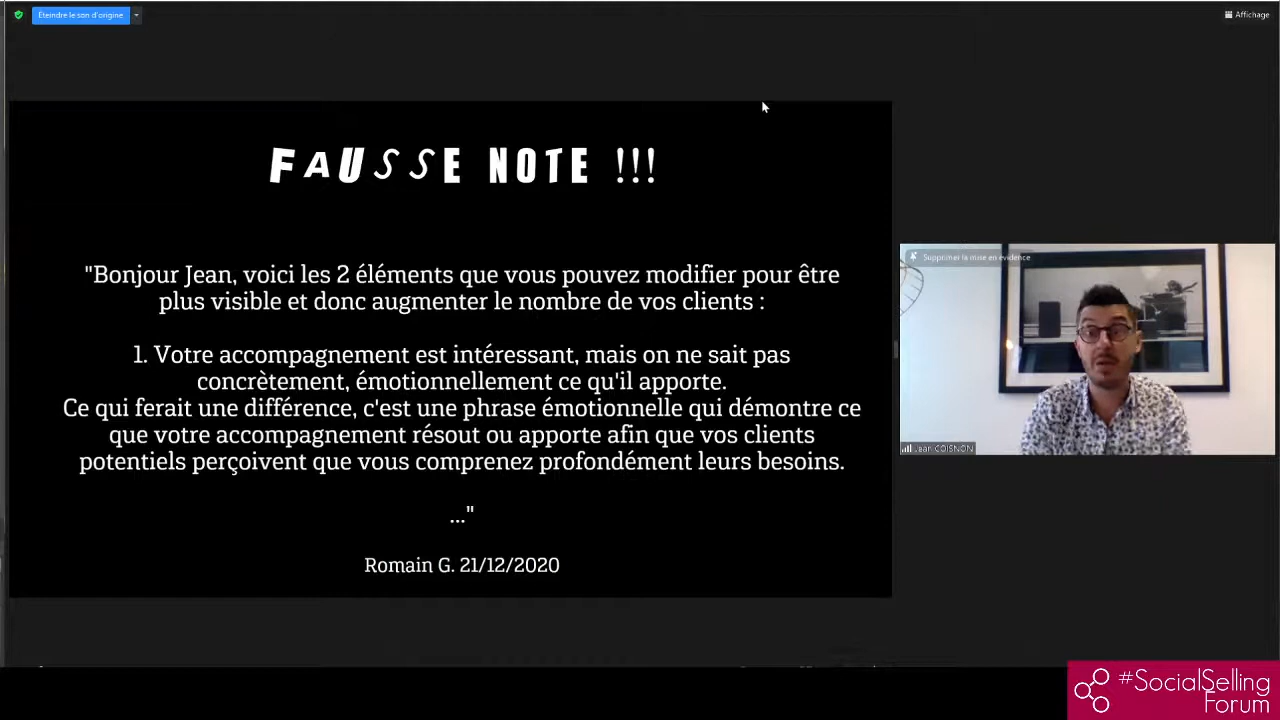 Eteindre le son d'origine
Affichage
FAUSSE NOTE !!!
"Bonjour Jean, voici les 2 éléments que vous pouvez modifier pour être
plus visible et donc augmenter le nombre de vos clients :
1. Votre accompagnement est intéressant, mais on ne sait pas
concrètement, émotionnellement ce qu'il apporte.
Ce qui ferait une différence, c'est une phrase émotionnelle qui démontre ce
que votre accompagnement résout ou apporte afin que vos clients
potentiels perçoivent que vous comprenez profondément leurs besoins.
..."
Romain G. 21/12/2020
Supprimer la mise en évidence
Jean COISNON
#SocialSelling
Forum